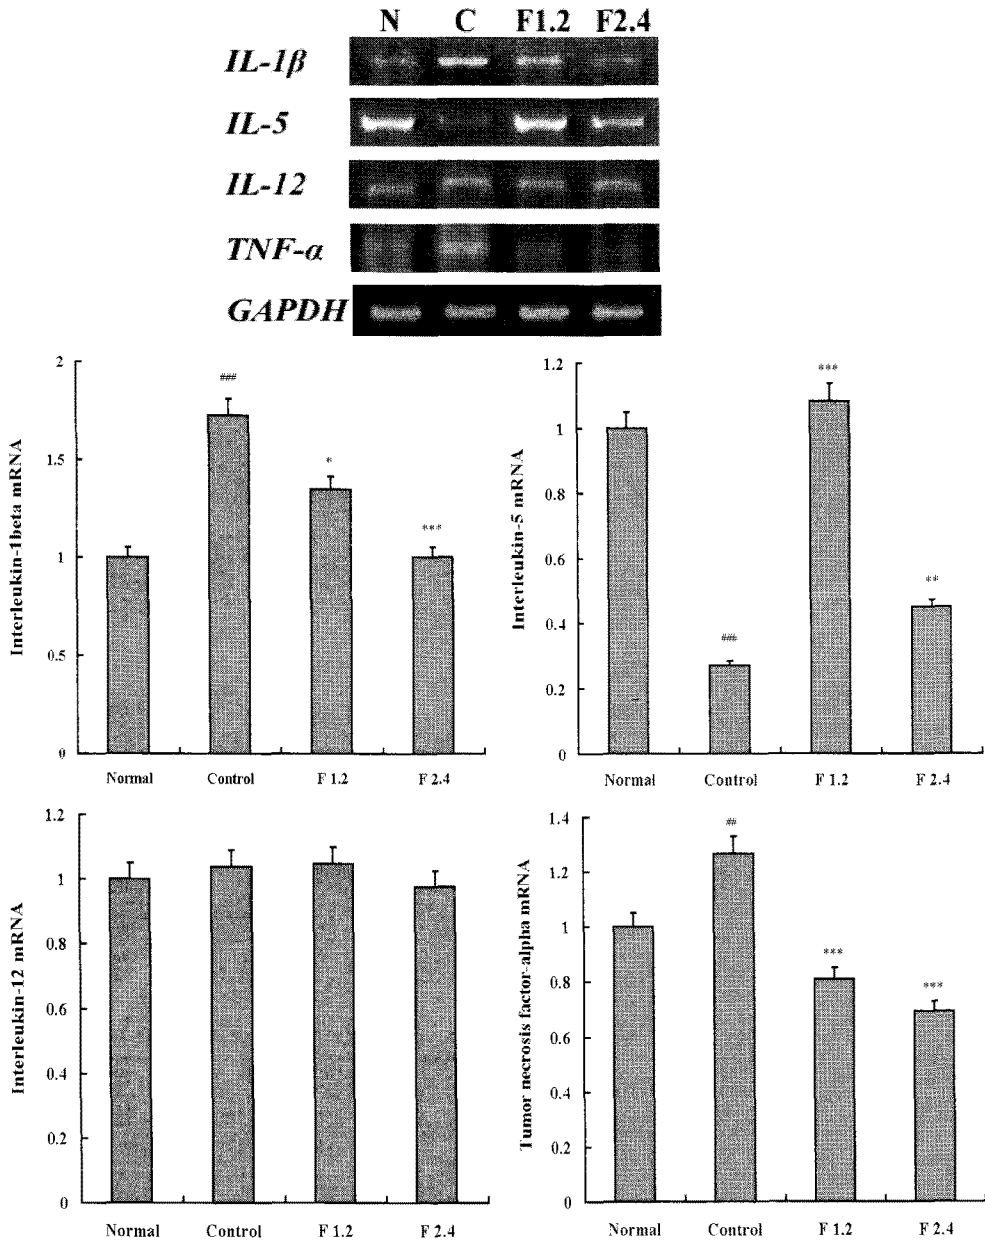 N C F1.2 F2.4
IL-1β
IL-5
IL-12
TNF-α
GAPDH
Interleukin-1beta mRNA
2
1.5
1
0.5
0
###
*
***
Normal Control F 1.2 F 2.4
Interleukin-5 mRNA
1.2
1
0.8
0.6
0.4
0.2
0
###
***
**
Normal Control F 1.2 F 2.4
Interleukin-12 mRNA
1.2
1
0.8
0.6
0.4
0.2
0
Normal Control F 1.2 F 2.4
Tumor necrosis factor-alpha mRNA
1.4
1.2
1
0.8
0.6
0.4
0.2
0
##
***
***
Normal Control F 1.2 F 2.4